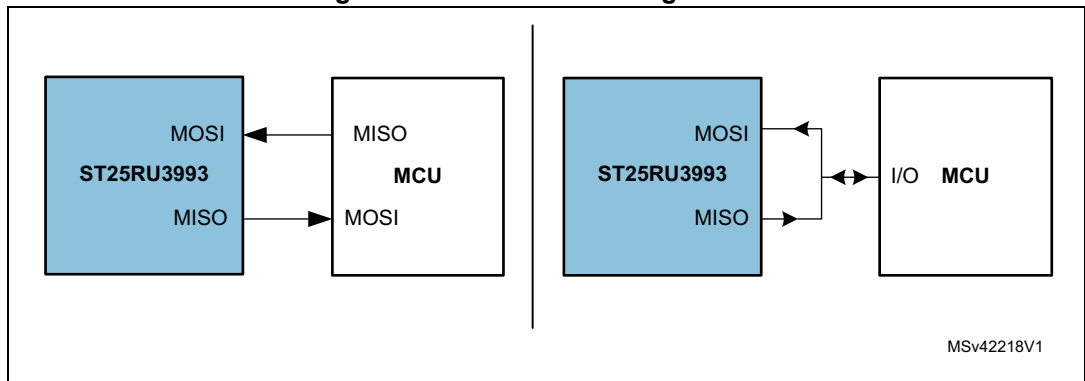 MOSI MISO
ST25RU3993 MCU
MISO MOSI
MOSI
ST25RU3993 I/O MCU
MISO
MSv42218V1